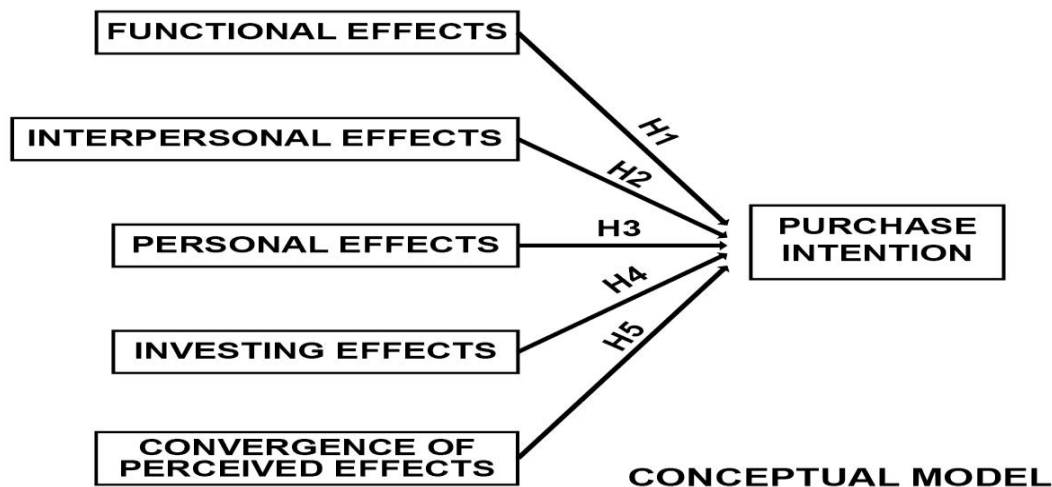 FUNCTIONAL EFFECTS
INTERPERSONAL EFFECTS
PERSONAL EFFECTS
INVESTING EFFECTS
CONVERGENCE OF
PERCEIVED EFFECTS
H1
H2
H3
H4
H5
PURCHASE
INTENTION
CONCEPTUAL MODEL